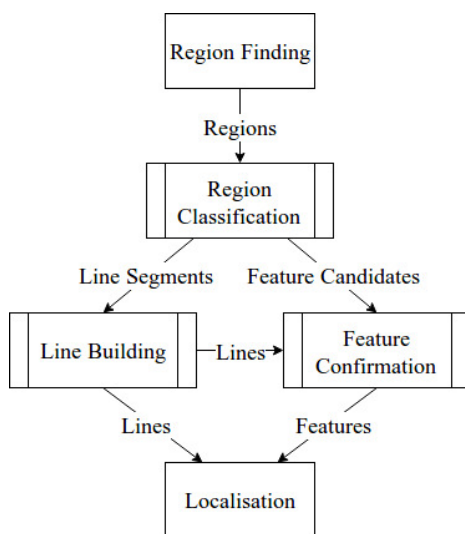 Region Finding
Regions
Region
Classification
Line Segments
Feature Candidates
Line Building
Lines
Feature
Confirmation
Lines
Features
Localisation